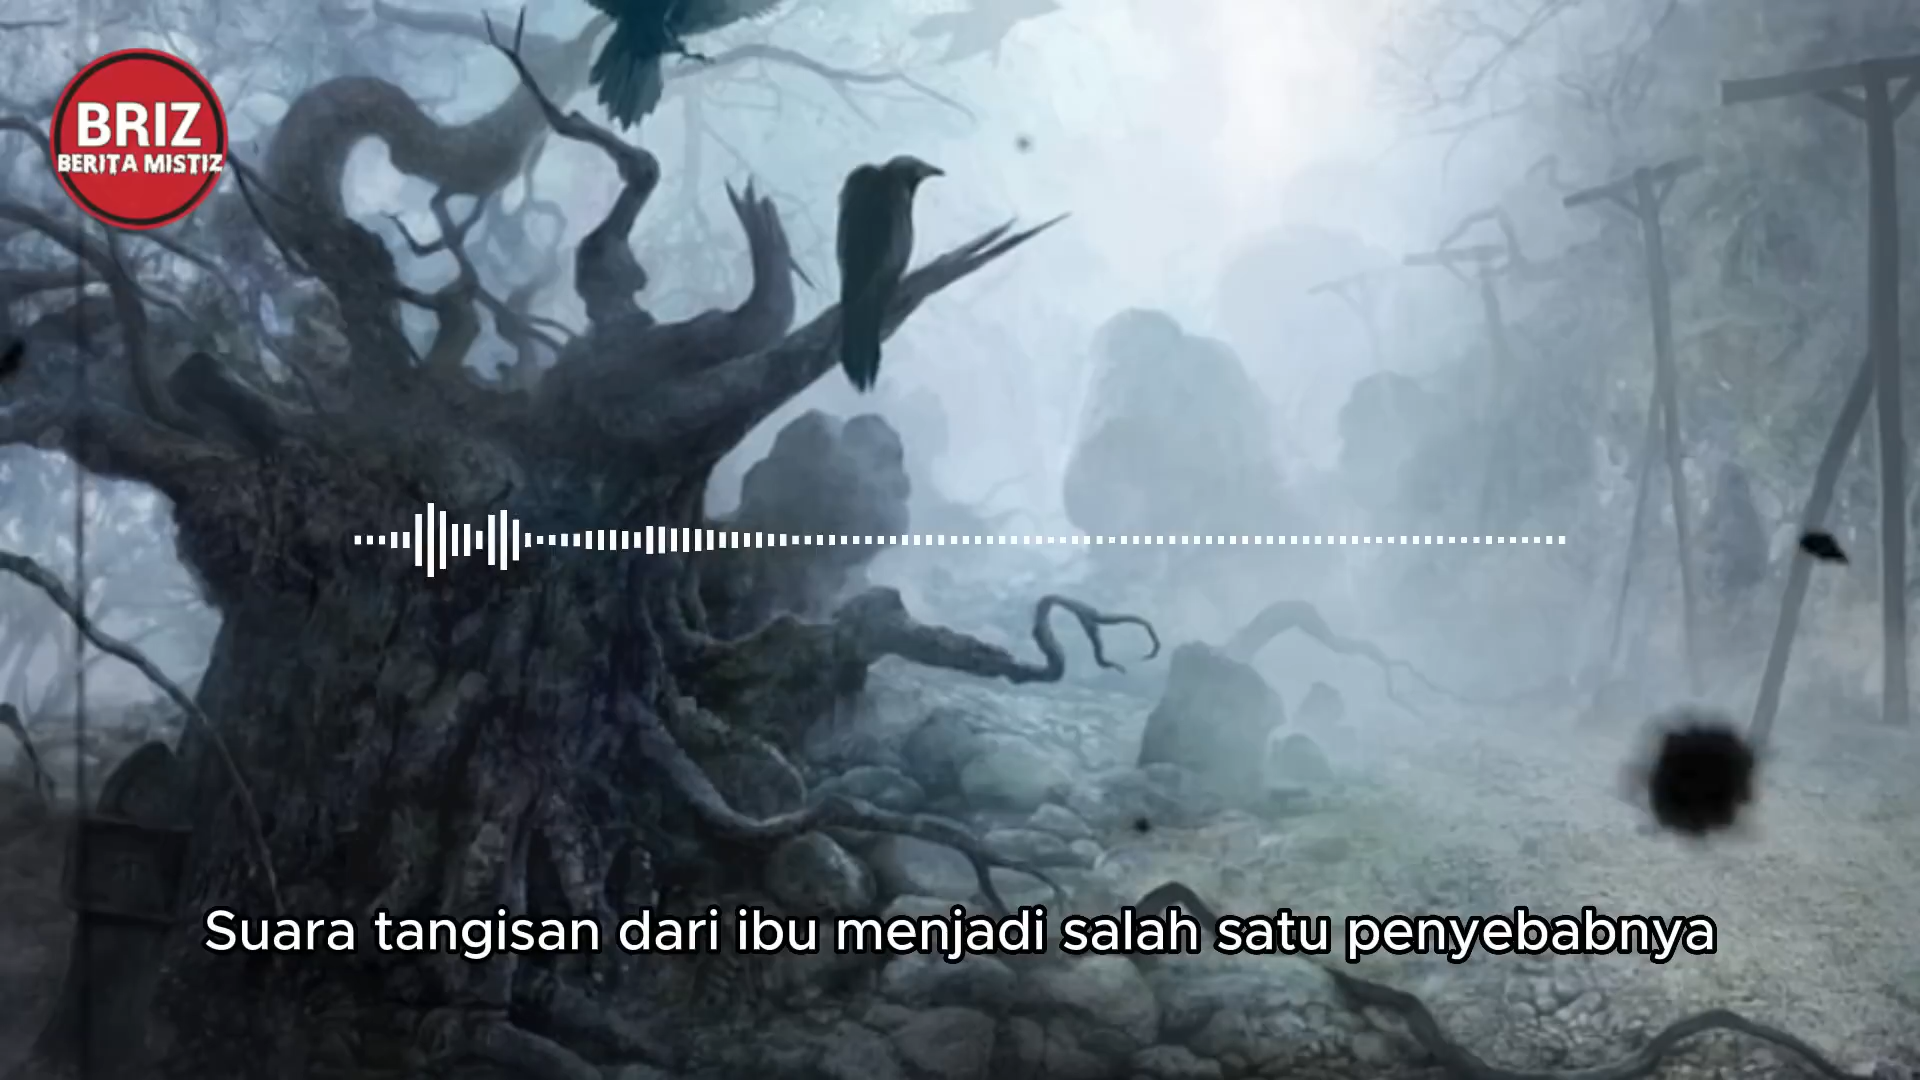 BRIZ
BERITA MISTIZ
Suara tangisan dari ibu menjadi salah satu penyebabnya